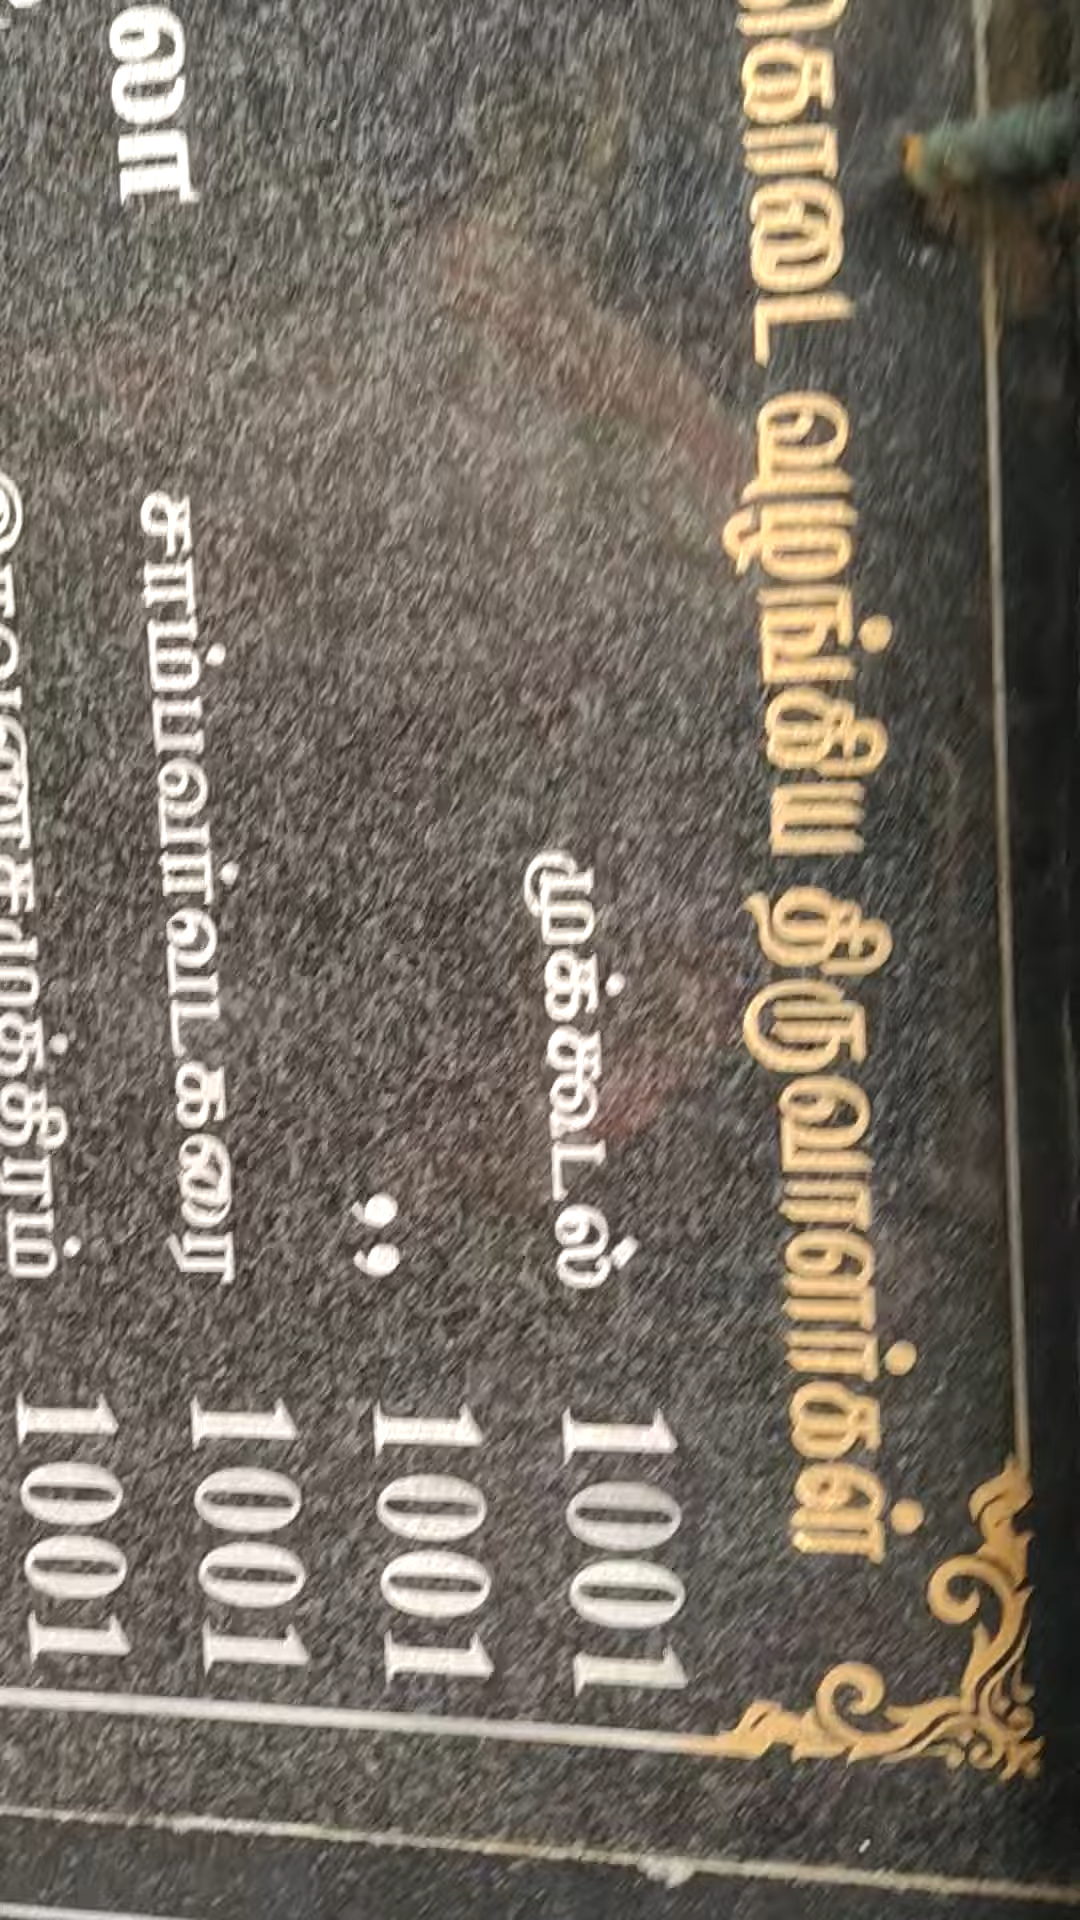 கொடை வழங்கிய திருவாளர்கள்
முக்கூடல் 1001
,, 1001
லா சாம்பவர்வடகரை 1001
1001